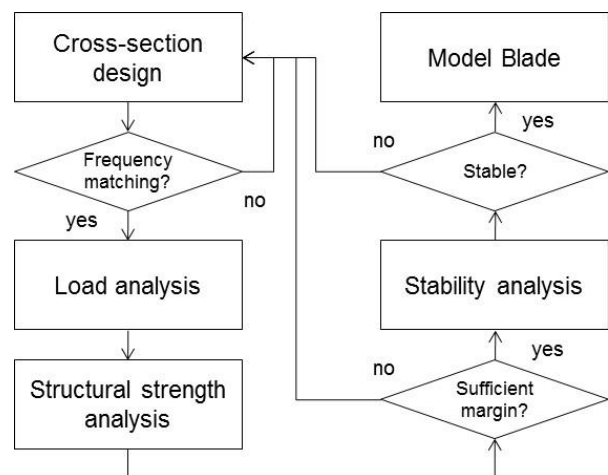 Cross-section
design
Frequency
matching?
no
yes
Load analysis
Structural strength
analysis
Sufficient
margin?
no
yes
Stability analysis
Stable?
no
yes
Model Blade